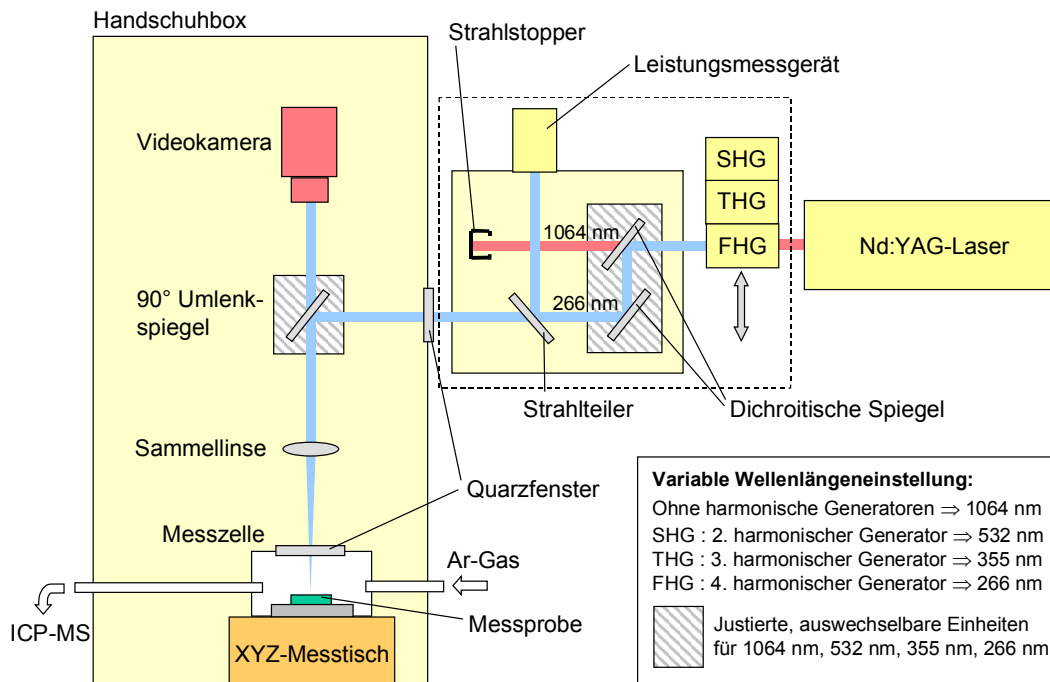 Handschuhbox
Strahlstopper
Leistungsmessgerät
Videokamera
SHG
THG
FHG
1064 nm
Nd:YAG-Laser
90° Umlenk-
spiegel
266 nm
Strahlteiler
Dichroitische Spiegel
Sammellinse
Quarzfenster
Messzelle
Ar-Gas
ICP-MS
Messprobe
XYZ-Messtisch
Variable Wellenlängeneinstellung:
Ohne harmonische Generatoren ⇒ 1064 nm
SHG : 2. harmonischer Generator ⇒ 532 nm
THG : 3. harmonischer Generator ⇒ 355 nm
FHG : 4. harmonischer Generator ⇒ 266 nm
Justierte, auswechselbare Einheiten
für 1064 nm, 532 nm, 355 nm, 266 nm